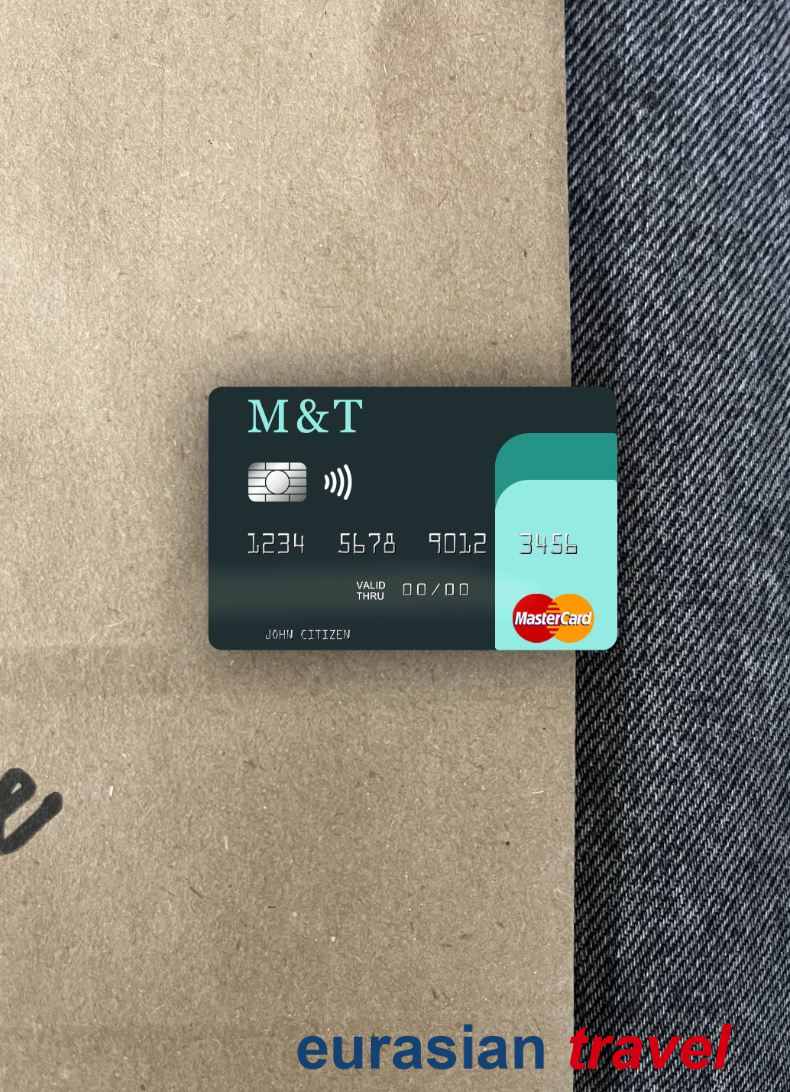 M&T
1234 5678 9012 3456
VALID THRU 00/00
JOHN CITIZEN
MasterCard
eurasian travel